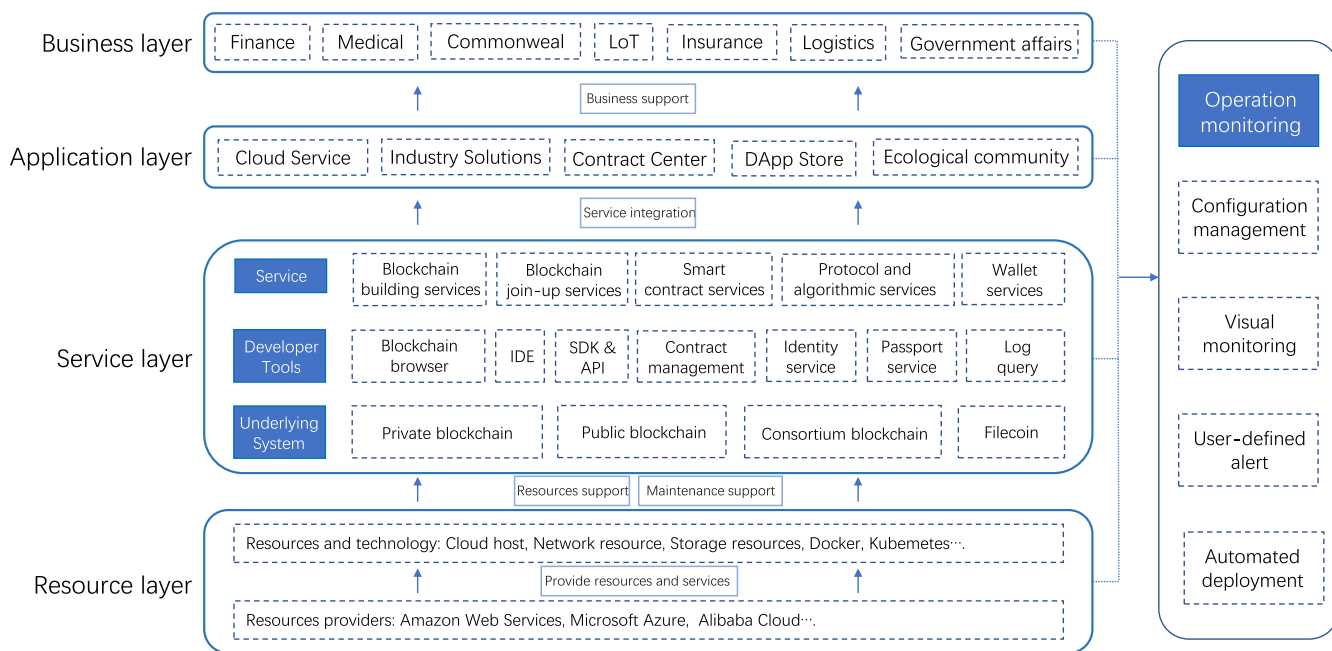 Business layer
Finance
Medical
Commonweal
LoT
Insurance
Logistics
Government affairs
Business support
Application layer
Cloud Service
Industry Solutions
Contract Center
DApp Store
Ecological community
Service integration
Service layer
Service
Blockchain
building services
Blockchain
join-up services
Smart
contract services
Protocol and
algorithmic services
Wallet
services
Developer
Tools
Blockchain
browser
IDE
SDK &
API
Contract
management
Identity
service
Passport
service
Log
query
Underlying
System
Private blockchain
Public blockchain
Consortium blockchain
Filecoin
Resources support
Maintenance support
Resource layer
Resources and technology: Cloud host, Network resource, Storage resources, Docker, Kubemetes···.
Provide resources and services
Resources providers: Amazon Web Services, Microsoft Azure, Alibaba Cloud···.
Operation
monitoring
Configuration
management
Visual
monitoring
User-defined
alert
Automated
deployment